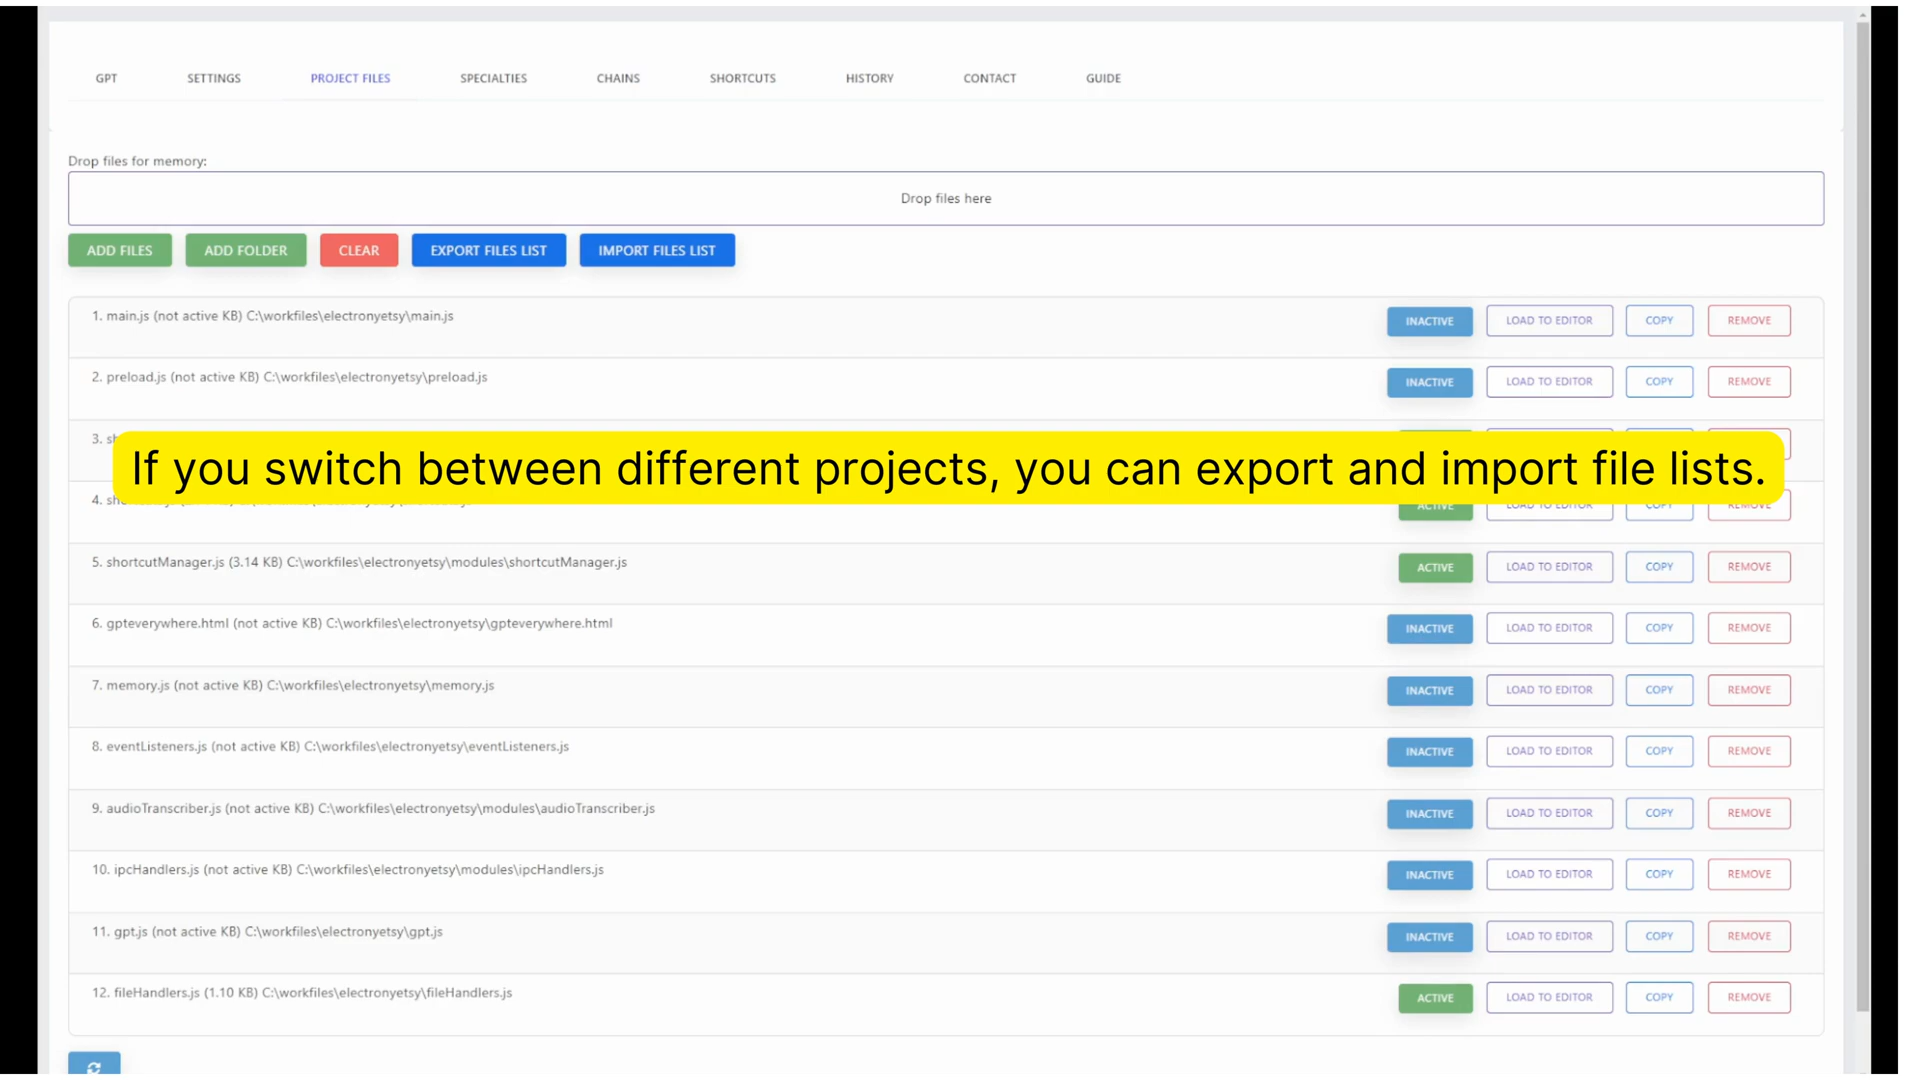 GPT SETTINGS PROJECT FILES SPECIALTIES CHAINS SHORTCUTS HISTORY CONTACT GUIDE
Drop files for memory:
Drop files here
ADD FILES ADD FOLDER CLEAR EXPORT FILES LIST IMPORT FILES LIST
1. main.js (not active KB) C:\workfiles\electronyetsy\main.js INACTIVE LOAD TO EDITOR COPY REMOVE
2. preload.js (not active KB) C:\workfiles\electronyetsy\preload.js INACTIVE LOAD TO EDITOR COPY REMOVE
3.
If you switch between different projects, you can export and import file lists.
4. ACTIVE LOAD TO EDITOR COPY REMOVE
5. shortcutManager.js (3.14 KB) C:\workfiles\electronyetsy\modules\shortcutManager.js ACTIVE LOAD TO EDITOR COPY REMOVE
6. gpteverywhere.html (not active KB) C:\workfiles\electronyetsy\gpteverywhere.html INACTIVE LOAD TO EDITOR COPY REMOVE
7. memory.js (not active KB) C:\workfiles\electronyetsy\memory.js INACTIVE LOAD TO EDITOR COPY REMOVE
8. eventListeners.js (not active KB) C:\workfiles\electronyetsy\eventListeners.js INACTIVE LOAD TO EDITOR COPY REMOVE
9. audioTranscriber.js (not active KB) C:\workfiles\electronyetsy\modules\audioTranscriber.js INACTIVE LOAD TO EDITOR COPY REMOVE
10. ipcHandlers.js (not active KB) C:\workfiles\electronyetsy\modules\ipcHandlers.js INACTIVE LOAD TO EDITOR COPY REMOVE
11. gpt.js (not active KB) C:\workfiles\electronyetsy\gpt.js INACTIVE LOAD TO EDITOR COPY REMOVE
12. fileHandlers.js (1.10 KB) C:\workfiles\electronyetsy\fileHandlers.js ACTIVE LOAD TO EDITOR COPY REMOVE